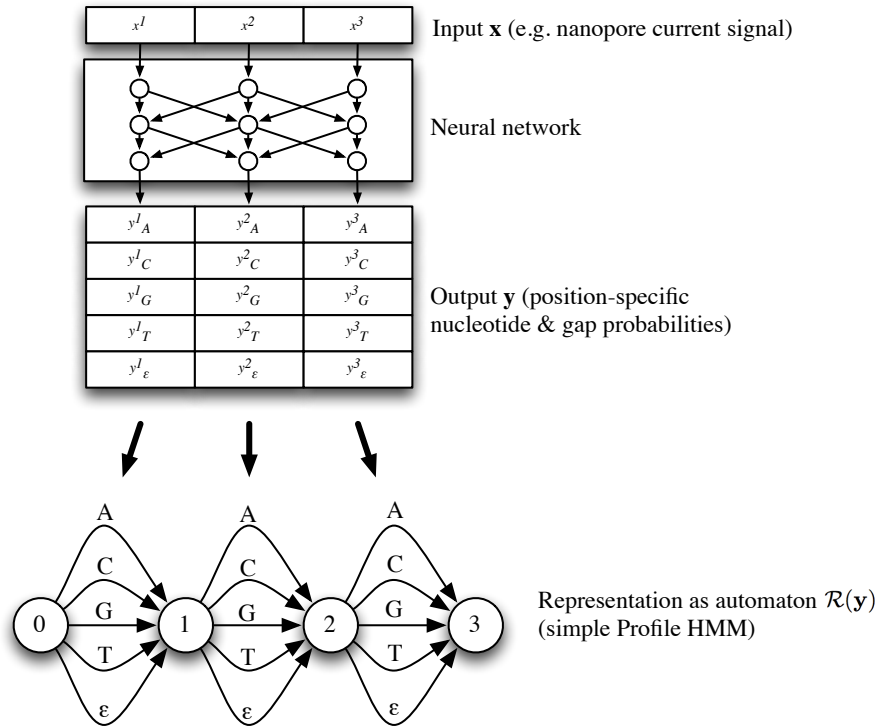 x1 x2 x3
Input x (e.g. nanopore current signal)
Neural network
y1A y2A y3A
y1C y2C y3C
y1G y2G y3G
y1T y2T y3T
y1ε y2ε y3ε
Output y (position-specific
nucleotide & gap probabilities)
A A A
C C C
G G G
0 1 2 3
T T T
ε ε ε
Representation as automaton R(y)
(simple Profile HMM)